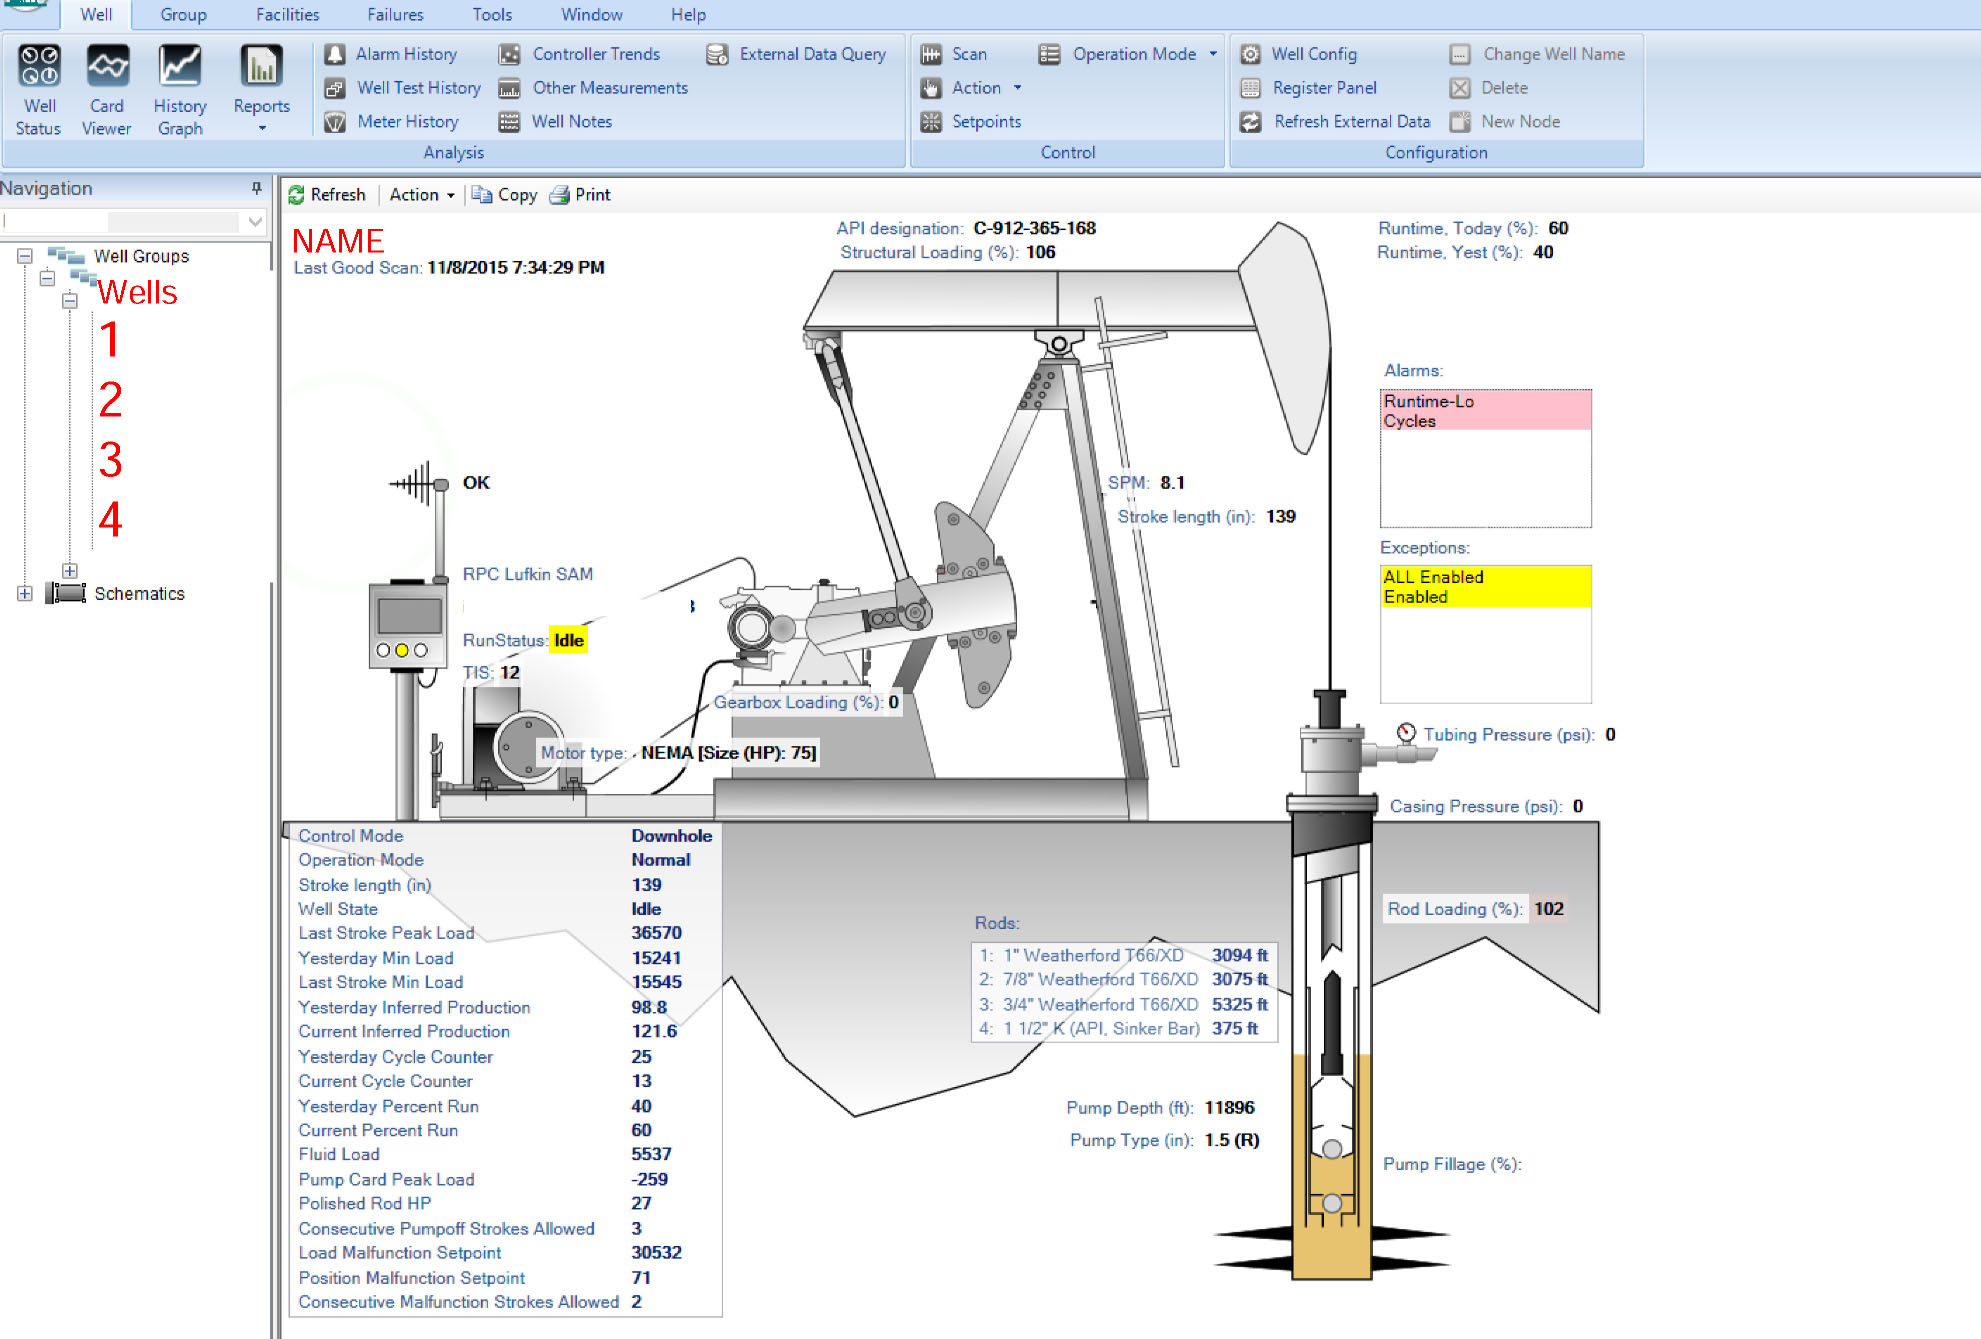 Well Group Facilities Failures Tools Window Help
Well Status
Card Viewer
History Graph
Reports
Alarm History
Well Test History
Meter History
Controller Trends
Other Measurements
Well Notes
External Data Query
Analysis
Scan
Action
Setpoints
Operation Mode
Control
Well Config
Register Panel
Refresh External Data
Change Well Name
Delete
New Node
Configuration
Navigation
Well Groups
Wells
1
2
3
4
Schematics
Refresh Action Copy Print
NAME
Last Good Scan: 11/8/2015 7:34:29 PM
API designation: C-912-365-168
Structural Loading (%): 106
Runtime, Today (%): 60
Runtime, Yest (%): 40
Alarms:
Runtime-Lo
Cycles
Exceptions:
ALL Enabled
Enabled
OK
SPM: 8.1
Stroke length (in): 139
RPC Lufkin SAM
RunStatus: Idle
TIS: 12
Gearbox Loading (%): 0
Motor type: NEMA [Size (HP): 75]
Tubing Pressure (psi): 0
Casing Pressure (psi): 0
Control Mode Downhole
Operation Mode Normal
Stroke length (in) 139
Well State Idle
Last Stroke Peak Load 36570
Yesterday Min Load 15241
Last Stroke Min Load 15545
Yesterday Inferred Production 98.8
Current Inferred Production 121.6
Yesterday Cycle Counter 25
Current Cycle Counter 13
Yesterday Percent Run 40
Current Percent Run 60
Fluid Load 5537
Pump Card Peak Load -259
Polished Rod HP 27
Consecutive Pumpoff Strokes Allowed 3
Load Malfunction Setpoint 30532
Position Malfunction Setpoint 71
Consecutive Malfunction Strokes Allowed 2
Rod Loading (%): 102
Rods:
1: 1" Weatherford T66/XD 3094 ft
2: 7/8" Weatherford T66/XD 3075 ft
3: 3/4" Weatherford T66/XD 5325 ft
4: 1 1/2" K (API, Sinker Bar) 375 ft
Pump Depth (ft): 11896
Pump Type (in): 1.5 (R)
Pump Fillage (%):